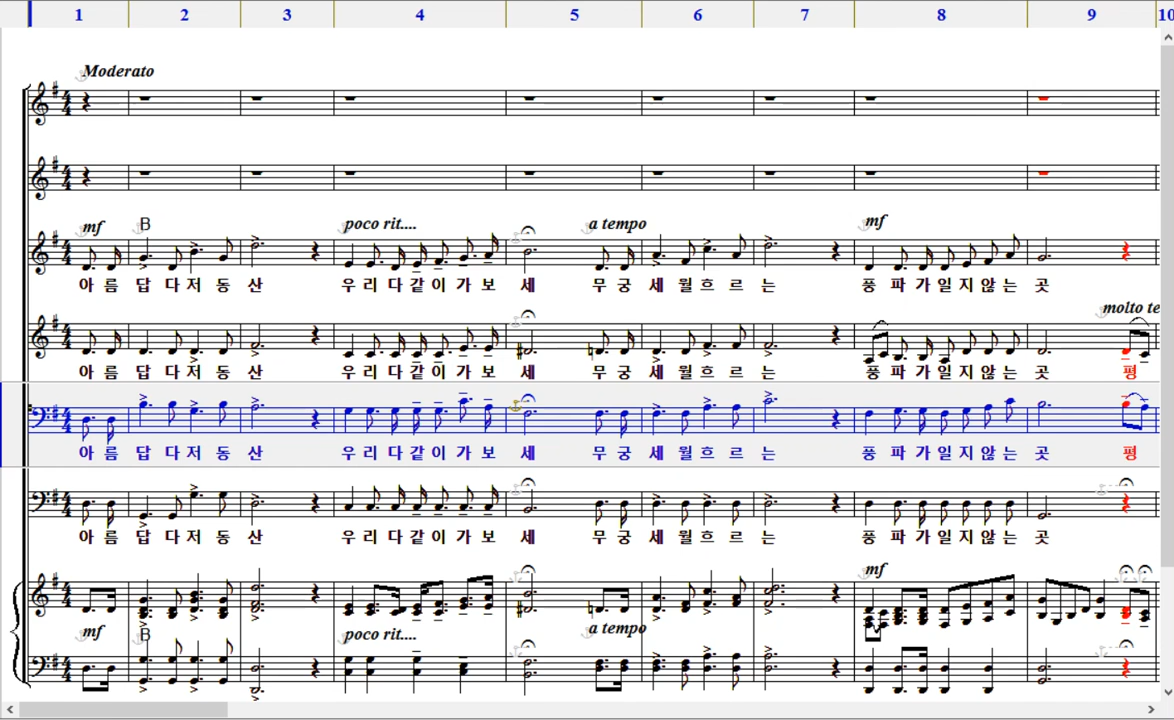 1 2 3 4 5 6 7 8 9 10
Moderato
mf B poco rit.... a tempo mf
아 름 답 다 저 동 산 우 리 다 같 이 가 보 세 무 궁 세 월 흐 르 는 풍 파 가 일 지 않 는 곳
molto te
아 름 답 다 저 동 산 우 리 다 같 이 가 보 세 무 궁 세 월 흐 르 는 풍 파 가 일 지 않 는 곳 평
아 름 답 다 저 동 산 우 리 다 같 이 가 보 세 무 궁 세 월 흐 르 는 풍 파 가 일 지 않 는 곳 평
아 름 답 다 저 동 산 우 리 다 같 이 가 보 세 무 궁 세 월 흐 르 는 풍 파 가 일 지 않 는 곳
mf
mf B poco rit.... a tempo